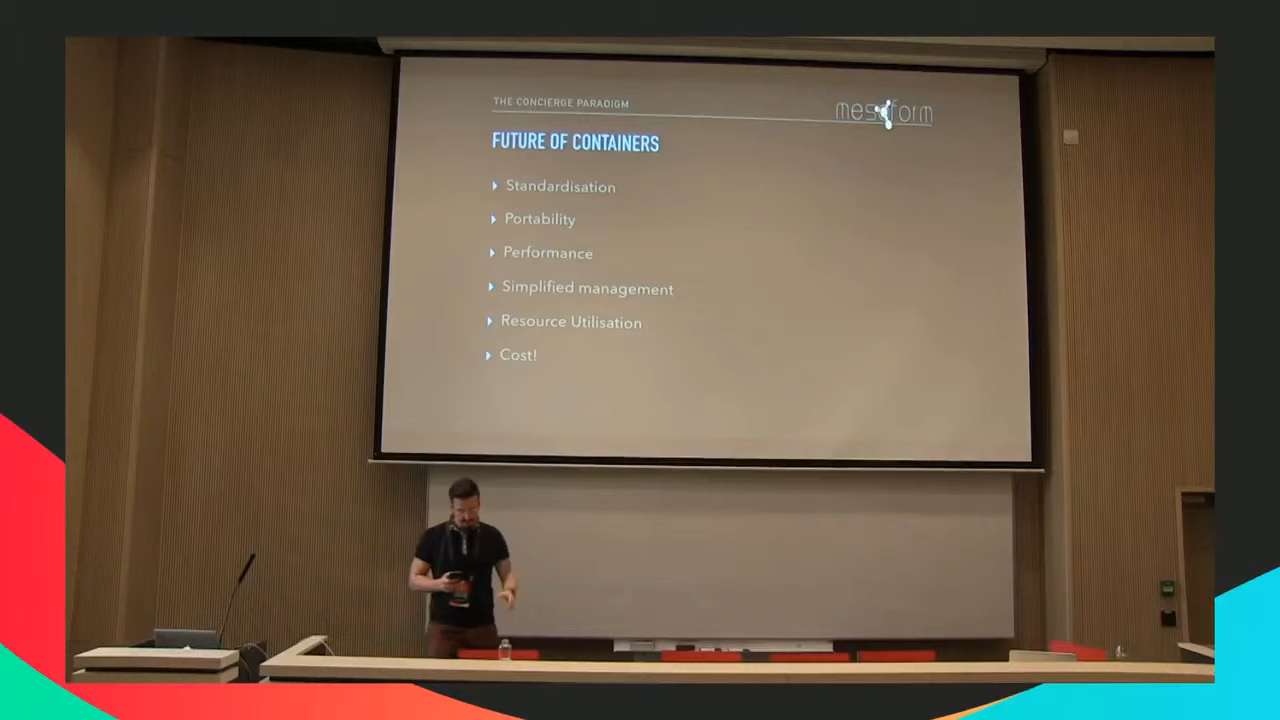 THE CONCIERGE PARADIGM
mesoform
FUTURE OF CONTAINERS
Standardisation
Portability
Performance
Simplified management
Resource Utilisation
Cost!